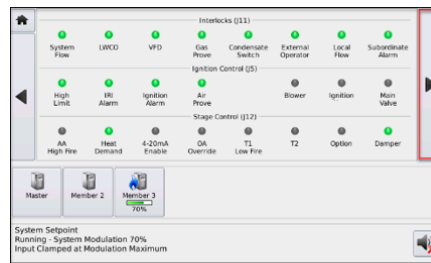 Interlocks (J11)
System Flow
LWCO
VFD
Gas Prove
Condensate Switch
External Operator
Local Flow
Subordinate Alarm
Ignition Control (J5)
High Limit
IRI Alarm
Ignition Alarm
Air Prove
Blower
Ignition
Main Valve
Stage Control (J12)
AA High Fire
Heat Demand
4-20mA Enable
OA Override
T1 Low Fire
T2
Option
Damper
Master
Member 2
Member 3
70%
System Setpoint
Running - System Modulation 70%
Input Clamped at Modulation Maximum